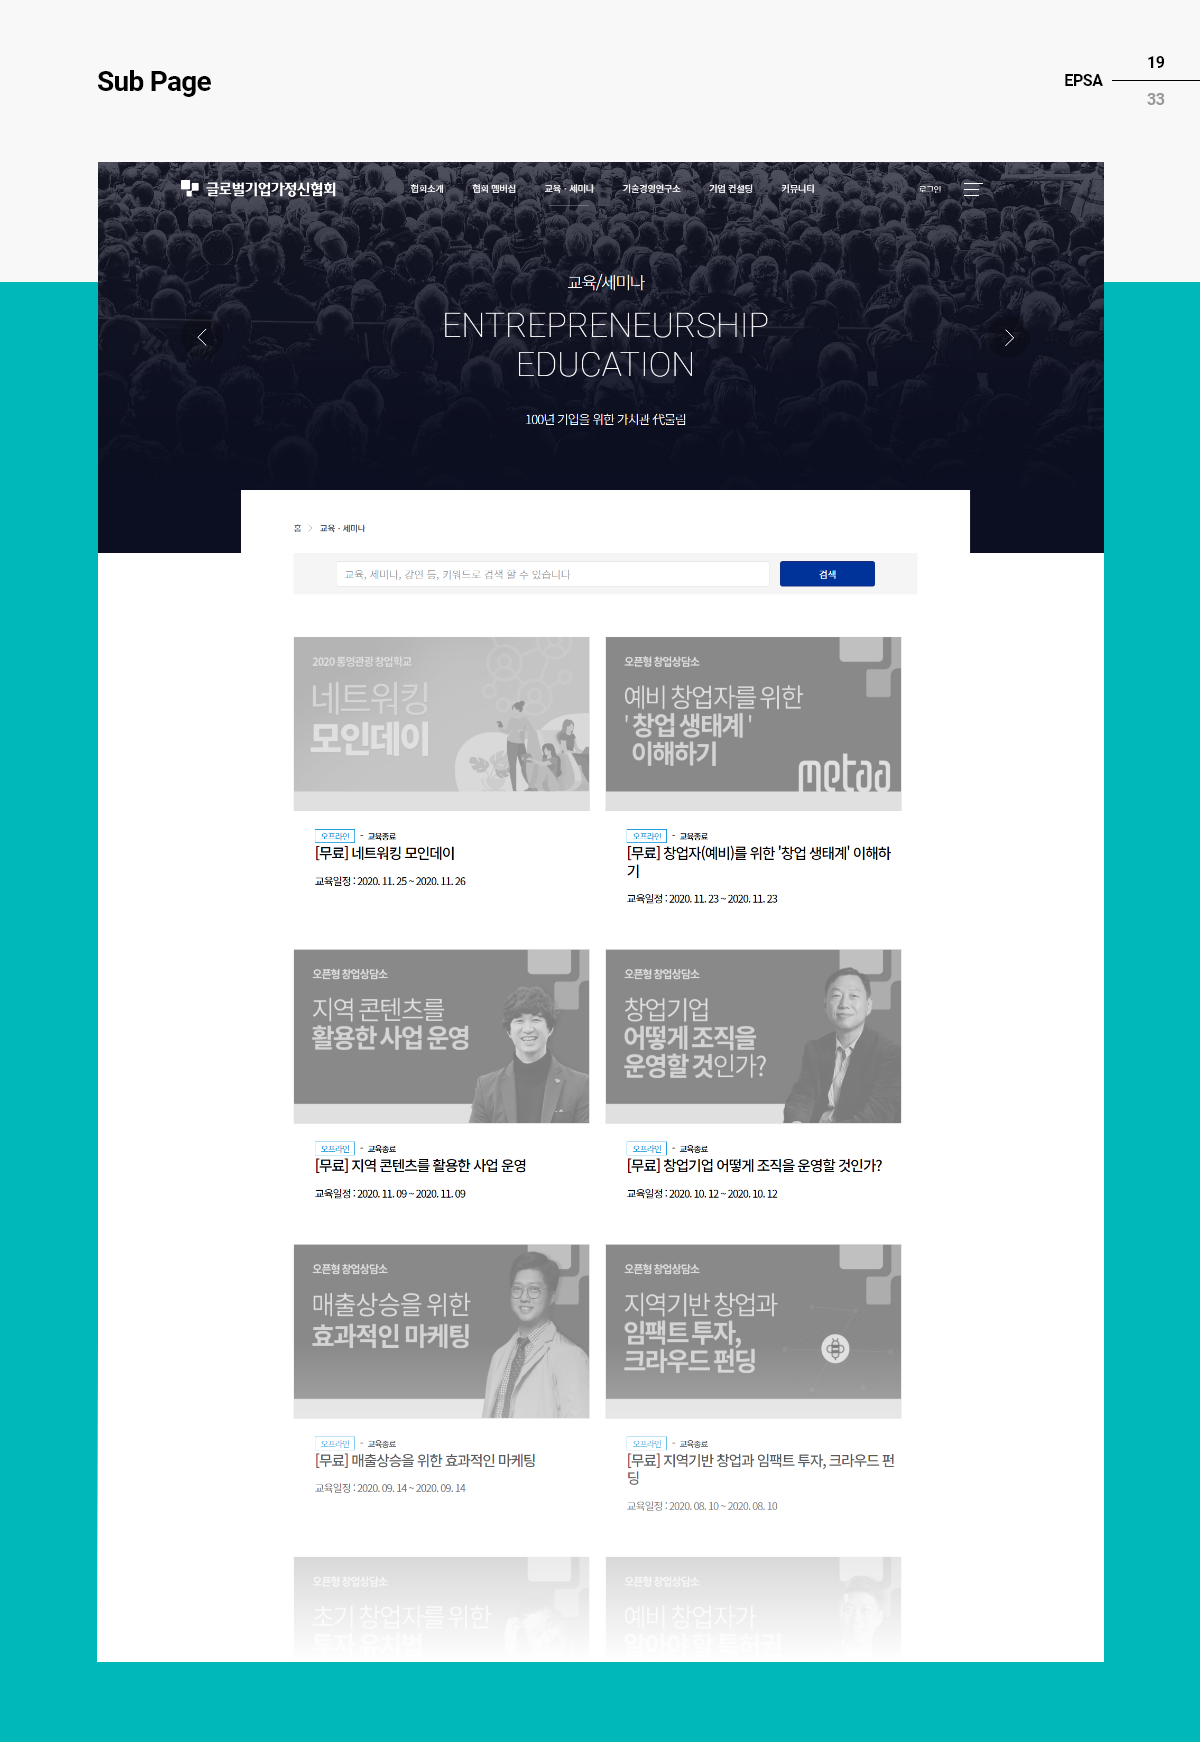 Sub Page
EPSA
19
33
글로벌기업가정신협회
협회소개 협회 멤버십 교육 · 세미나 기술경영연구소 기업 컨설팅 커뮤니티 로그인
교육/세미나
ENTREPRENEURSHIP
EDUCATION
100년 기업을 위한 가시관 代물림
홈 > 교육 · 세미나
교육, 세미나, 강연 등, 키워드로 검색 할 수 있습니다
검색
2020 통영관광 창업학교
네트워킹
모인데이
오프라인 - 교육종료
[무료] 네트워킹 모인데이
교육일정 : 2020. 11. 25 ~ 2020. 11. 26
오픈형 창업상담소
예비 창업자를 위한
' 창업 생태계 '
이해하기
metaa
오프라인 - 교육종료
[무료] 창업자(예비)를 위한 '창업 생태계' 이해하
기
교육일정 : 2020. 11. 23 ~ 2020. 11. 23
오픈형 창업상담소
지역 콘텐츠를
활용한 사업 운영
오프라인 - 교육종료
[무료] 지역 콘텐츠를 활용한 사업 운영
교육일정 : 2020. 11. 09 ~ 2020. 11. 09
오픈형 창업상담소
창업기업
어떻게 조직을
운영할 것인가?
오프라인 - 교육종료
[무료] 창업기업 어떻게 조직을 운영할 것인가?
교육일정 : 2020. 10. 12 ~ 2020. 10. 12
오픈형 창업상담소
매출상승을 위한
효과적인 마케팅
오프라인 - 교육종료
[무료] 매출상승을 위한 효과적인 마케팅
교육일정 : 2020. 09. 14 ~ 2020. 09. 14
오픈형 창업상담소
지역기반 창업과
임팩트 투자,
크라우드 펀딩
오프라인 - 교육종료
[무료] 지역기반 창업과 임팩트 투자, 크라우드 펀
딩
교육일정 : 2020. 08. 10 ~ 2020. 08. 10
오픈형 창업상담소
초기 창업자를 위한
투자 유치법
오픈형 창업상담소
예비 창업자가
알아야 할 특허권